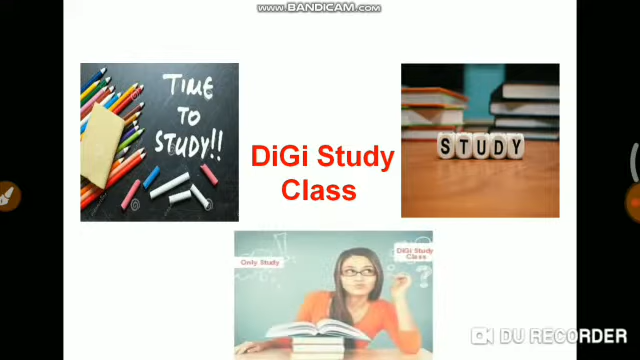 www.BANDICAM.com
TIME
TO
STUDY!!
STUDY
DiGi Study
Class
Only Study
DiGi Study
Class
DU RECORDER